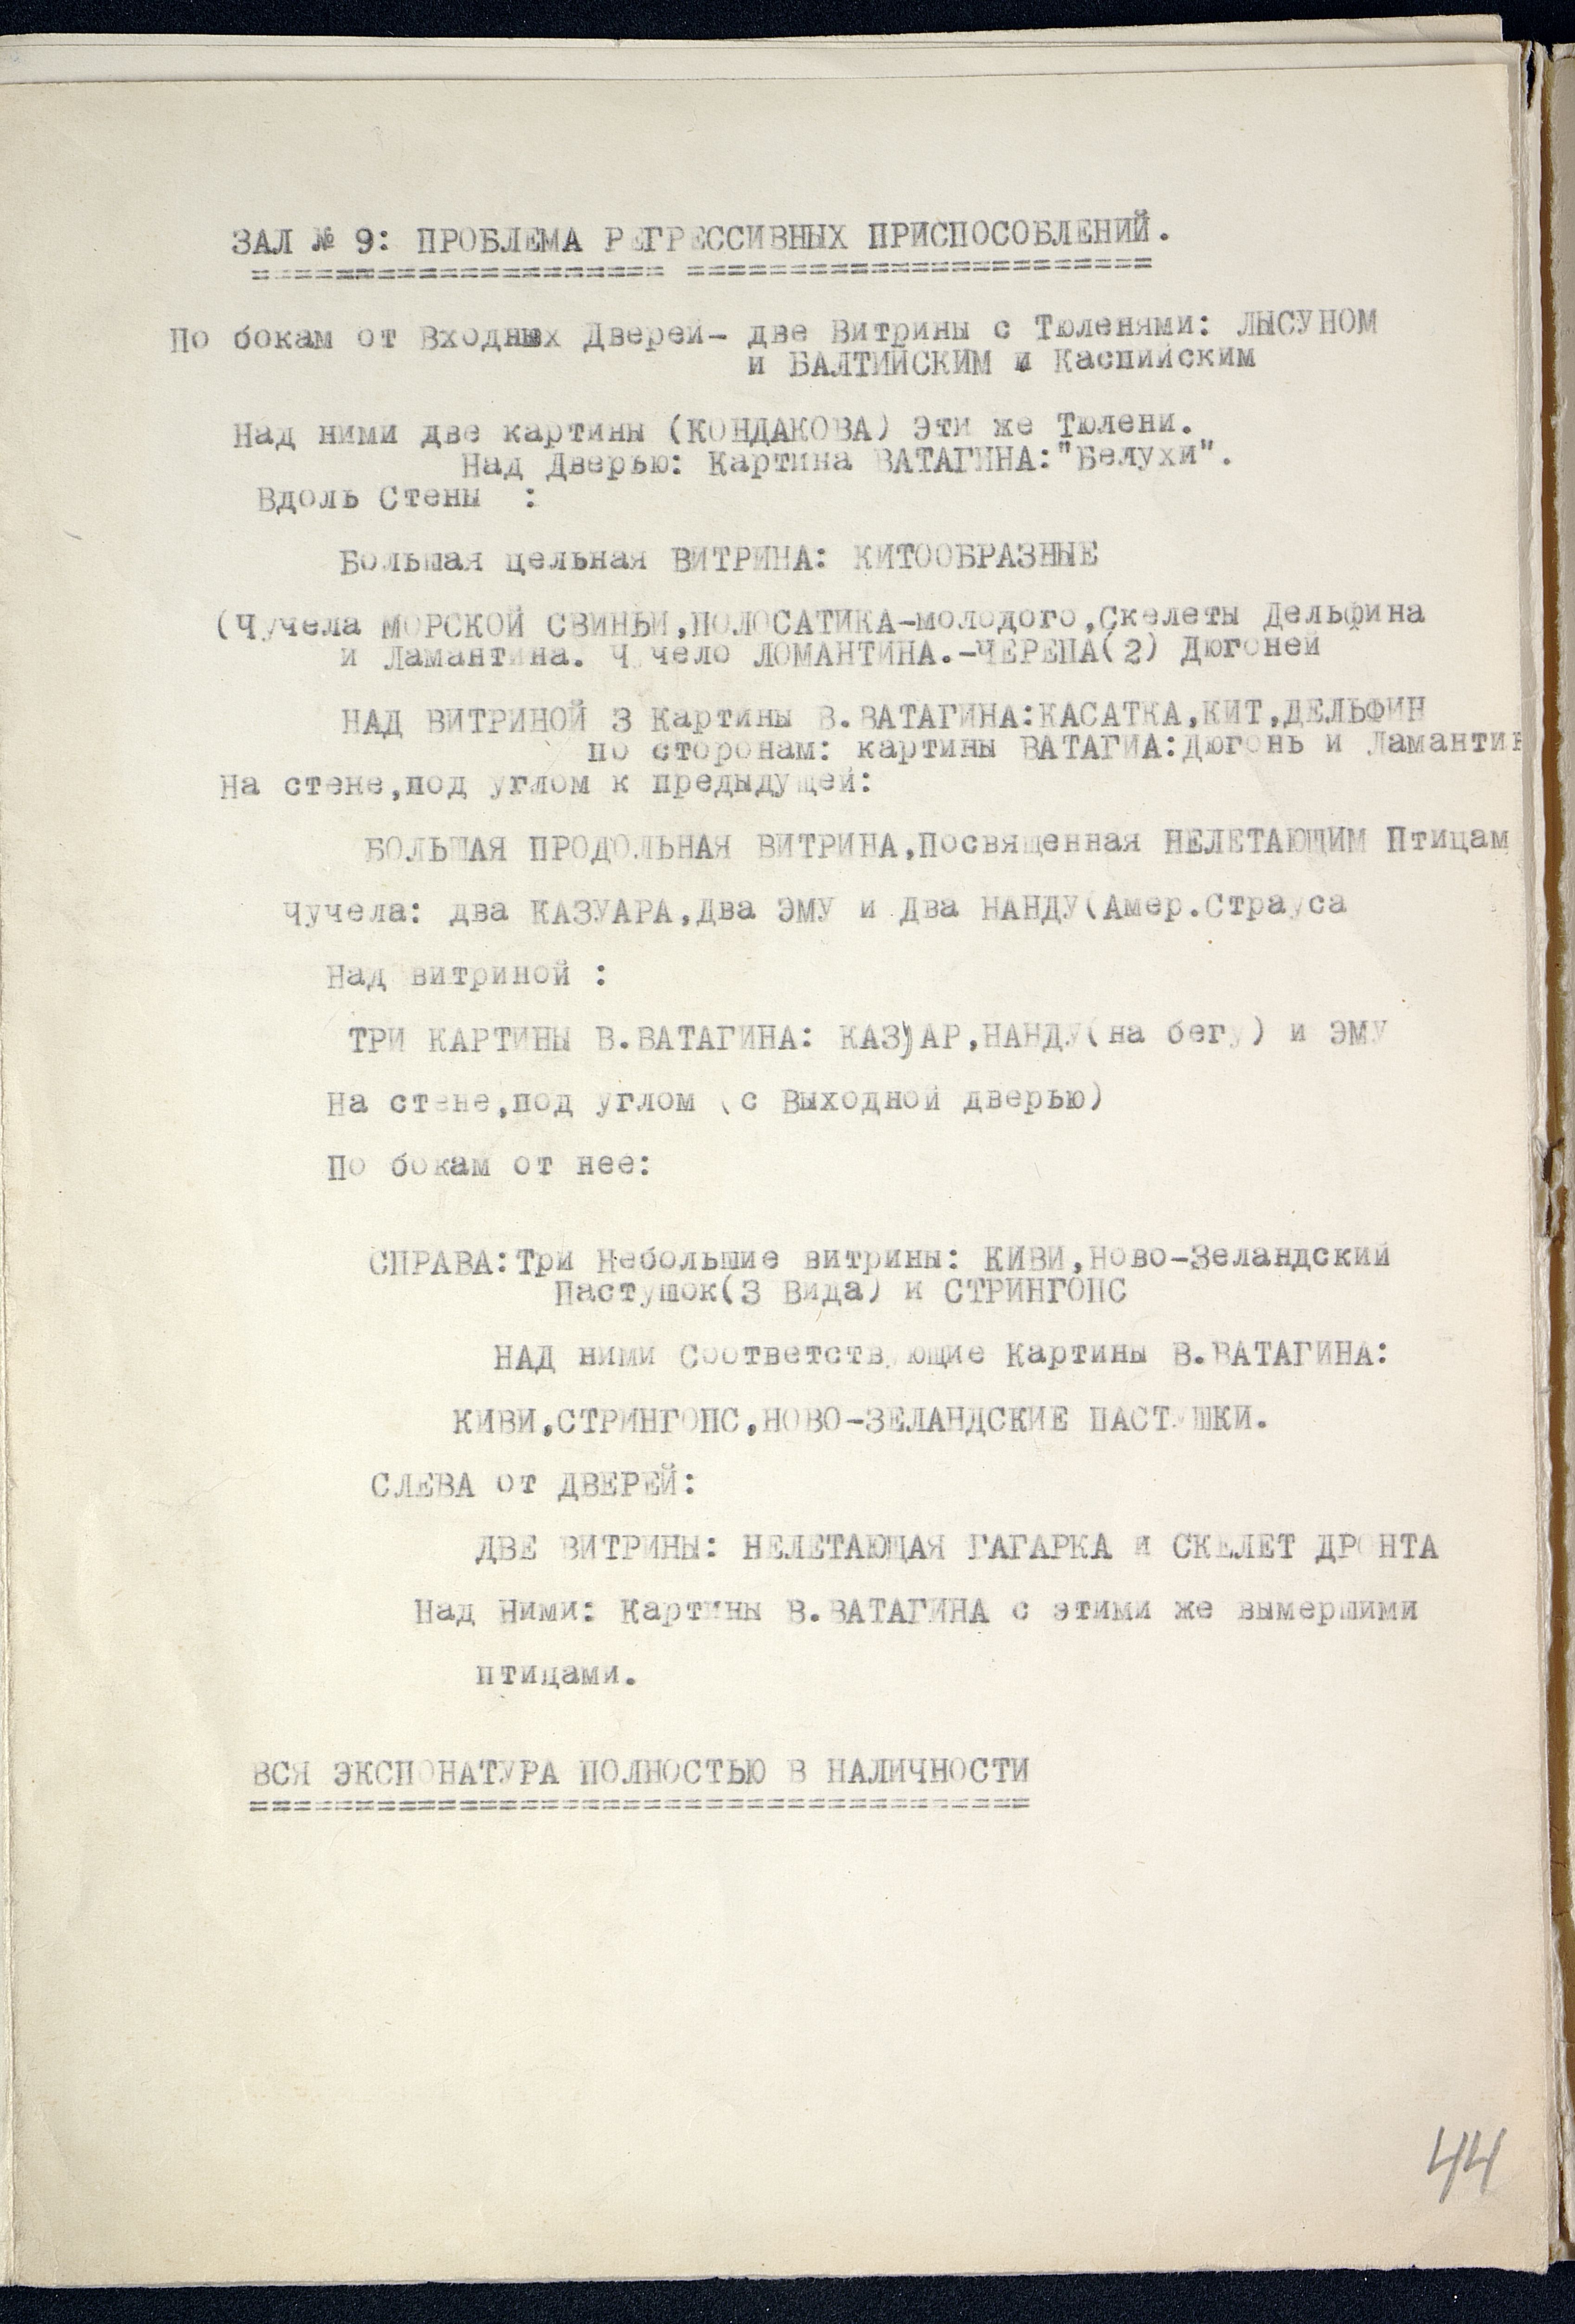 ЗАЛ № 9: ПРОБЛЕМА РЕГРЕССИВНЫХ ПРИСПОСОБЛЕНИЙ.
По бокам от Входных Дверей- две Витрины с Тюленями: ЛЫСУНОМ
и БАЛТИЙСКИМ и Каспийским
Над ними две картины (КОНДАКОВА) Эти же Тюлени.
Над Дверью: Картина ВАТАГИНА:"Белухи".
Вдоль Стены :
Большая цельная ВИТРИНА: КИТООБРАЗНЫЕ
(Чучела МОРСКОЙ СВИНЬИ,ПОЛОСАТИКА-молодого,Скелеты Дельфина
и Ламантина. Чучело ЛОМАНТИНА.-ЧЕРЕПА(2) Дюгоней
НАД ВИТРИНОЙ 3 Картины В.ВАТАГИНА:КАСАТКА,КИТ,ДЕЛЬФИН
по сторонам: картины ВАТАГИА:Дюгонь и Ламантин
На стене,под углом к предыдущей:
БОЛЬШАЯ ПРОДОЛЬНАЯ ВИТРИНА,Посвященная НЕЛЕТАЮЩИМ Птицам
Чучела: два КАЗУАРА,Два ЭМУ и Два НАНДУ(Амер.Страуса
Над витриной :
ТРИ КАРТИНЫ В.ВАТАГИНА: КАЗУАР,НАНДУ(на бегу) и ЭМУ
На стене,под углом (с Выходной дверью)
По бокам от нее:
СПРАВА:Три Небольшие витрины: КИВИ,Ново-Зеландский
Пастушок(3 Вида) и СТРИНГОПС
НАД ними Соответствующие Картины В.ВАТАГИНА:
КИВИ,СТРИНГОПС,НОВО-ЗЕЛАНДСКИЕ ПАСТУШКИ.
СЛЕВА от ДВЕРЕЙ:
ДВЕ ВИТРИНЫ: НЕЛЕТАЮЩАЯ ГАГАРКА и СКЕЛЕТ ДРОНТА
Над Ними: Картины В.ВАТАГИНА с этими же вымершими
птицами.
ВСЯ ЭКСПОНАТУРА ПОЛНОСТЬЮ В НАЛИЧНОСТИ
44